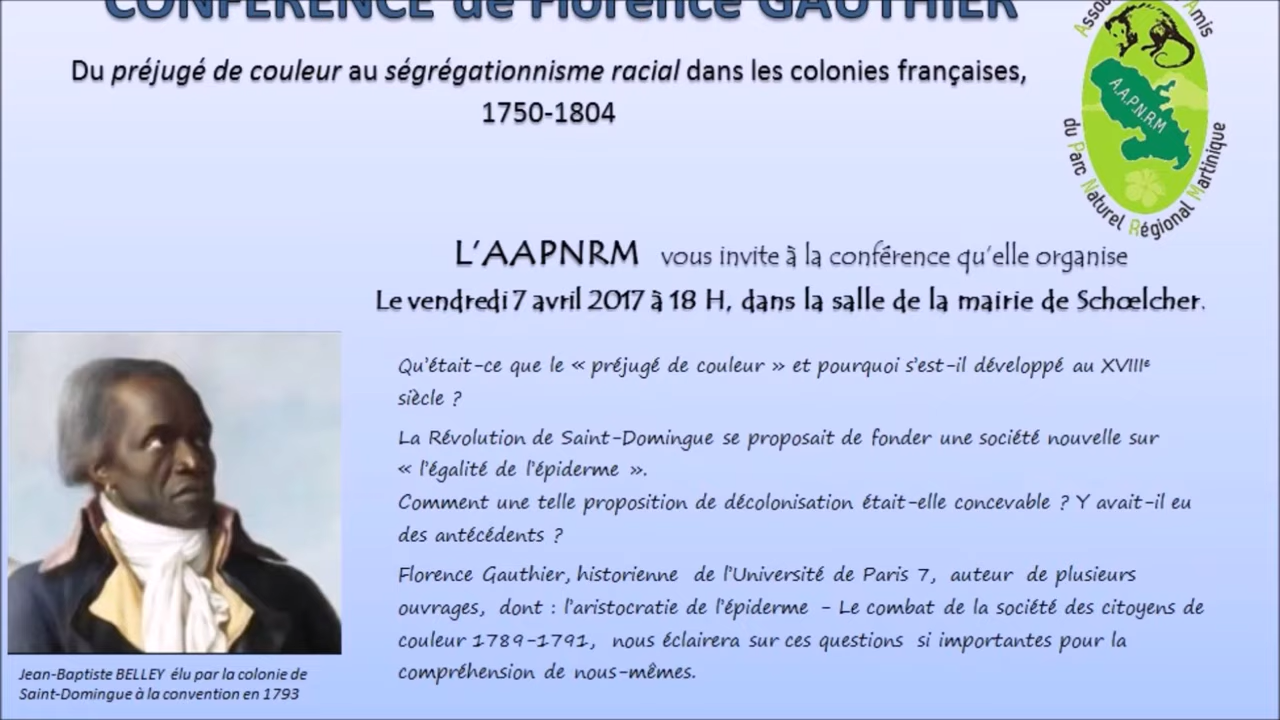 CONFÉRENCE de Florence GAUTHIER
Du préjugé de couleur au ségrégationnisme racial dans les colonies françaises,
1750-1804
Amis
A.A.P.N.R.M
du Parc Naturel Régional Martinique
L'AAPNRM vous invite à la conférence qu'elle organise
Le vendredi 7 avril 2017 à 18 H, dans la salle de la mairie de Schœlcher.
Qu'était-ce que le « préjugé de couleur » et pourquoi s'est-il développé au XVIIIe
siècle ?
La Révolution de Saint-Domingue se proposait de fonder une société nouvelle sur
« l'égalité de l'épiderme ».
Comment une telle proposition de décolonisation était-elle concevable ? Y avait-il eu
des antécédents ?
Florence Gauthier, historienne de l'Université de Paris 7, auteur de plusieurs
ouvrages, dont : l'aristocratie de l'épiderme - Le combat de la société des citoyens de
couleur 1789-1791, nous éclairera sur ces questions si importantes pour la
compréhension de nous-mêmes.
Jean-Baptiste BELLEY élu par la colonie de
Saint-Domingue à la convention en 1793